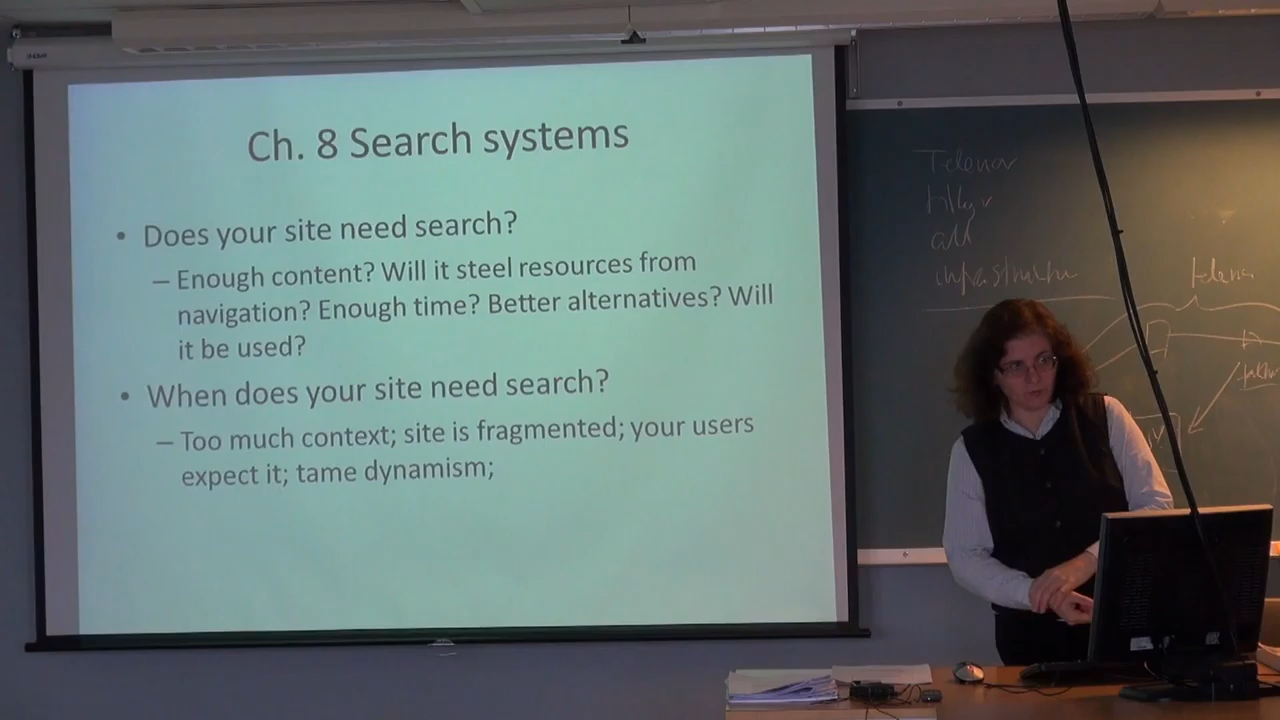 Ch. 8 Search systems
• Does your site need search?
– Enough content? Will it steel resources from
navigation? Enough time? Better alternatives? Will
it be used?
• When does your site need search?
– Too much context; site is fragmented; your users
expect it; tame dynamism;
Telenor
all